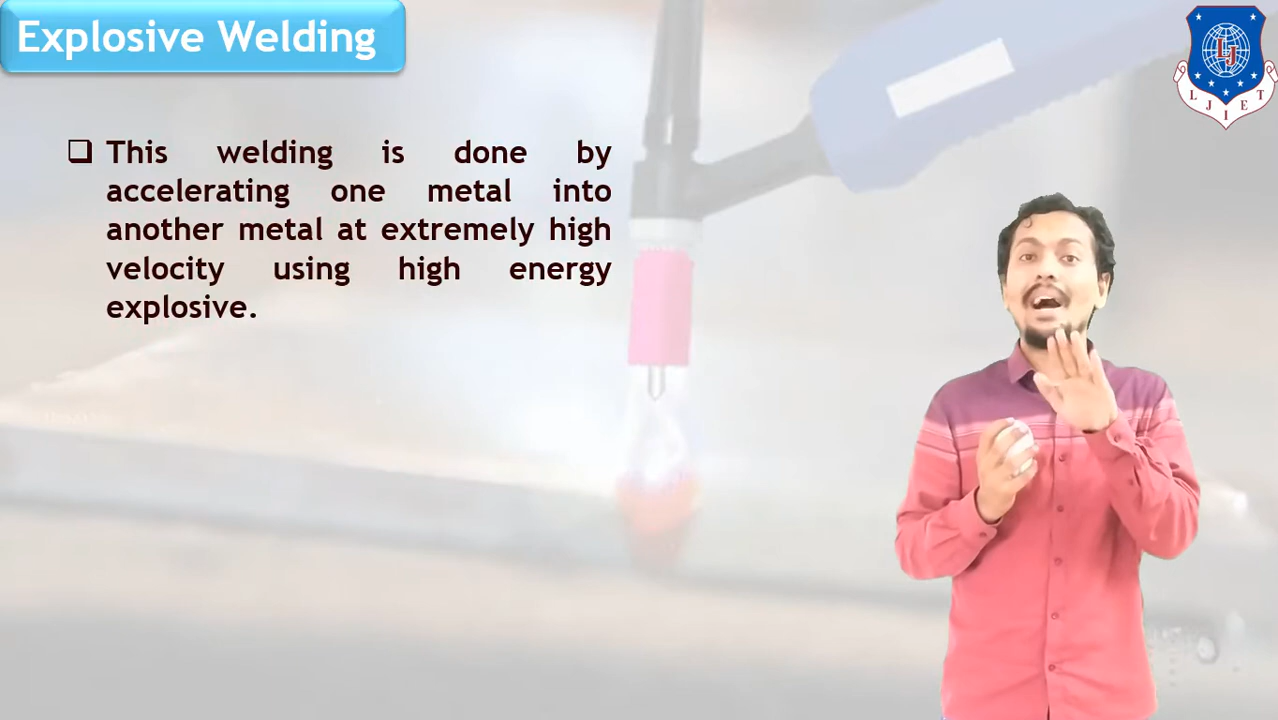 Explosive Welding
LJ
L J I E T
❑ This welding is done by
accelerating one metal into
another metal at extremely high
velocity using high energy
explosive.